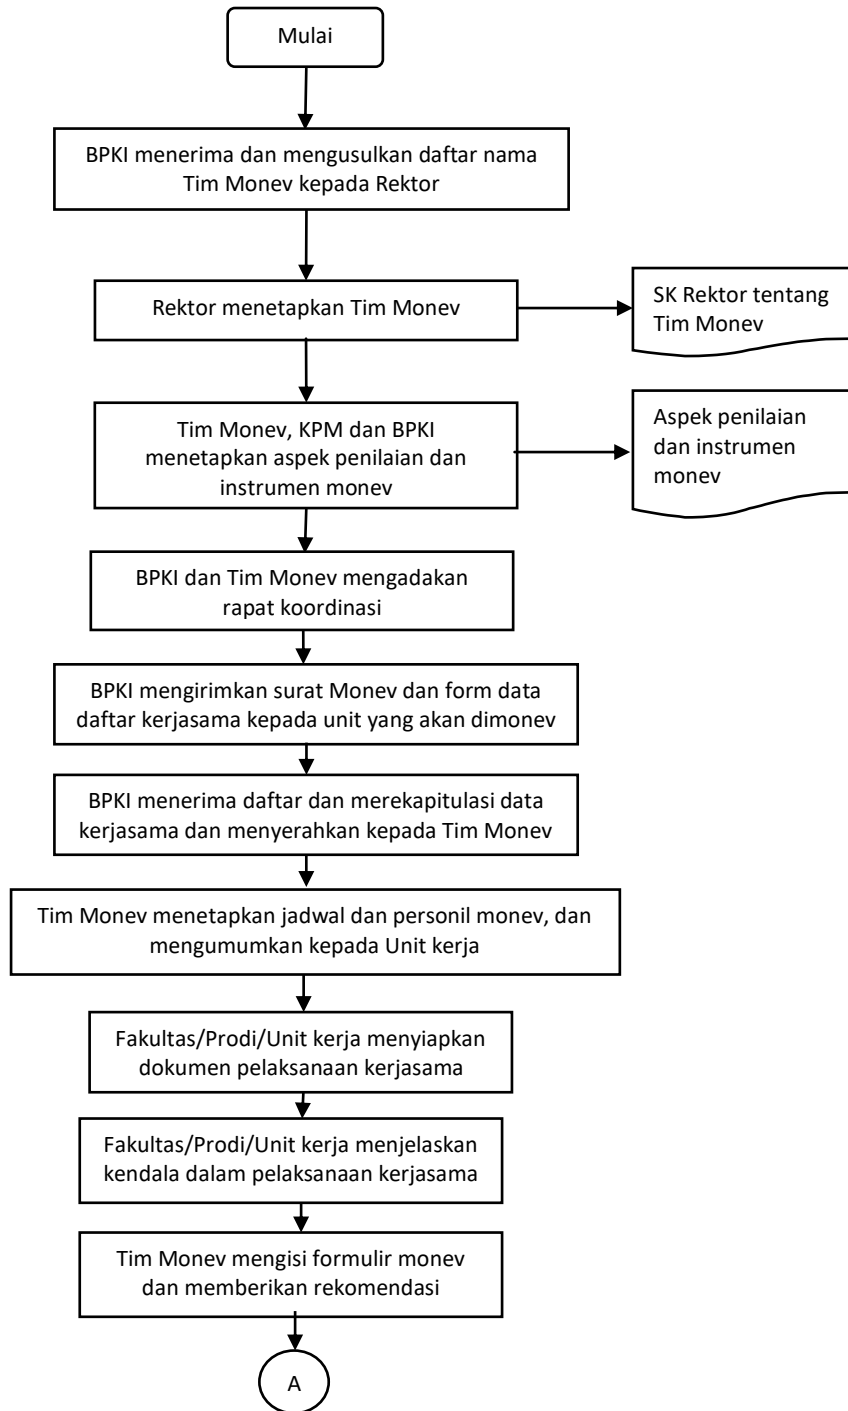 Mulai
BPKI menerima dan mengusulkan daftar nama
Tim Monev kepada Rektor
Rektor menetapkan Tim Monev
SK Rektor tentang
Tim Monev
Tim Monev, KPM dan BPKI
menetapkan aspek penilaian dan
instrumen monev
Aspek penilaian
dan instrumen
monev
BPKI dan Tim Monev mengadakan
rapat koordinasi
BPKI mengirimkan surat Monev dan form data
daftar kerjasama kepada unit yang akan dimonev
BPKI menerima daftar dan merekapitulasi data
kerjasama dan menyerahkan kepada Tim Monev
Tim Monev menetapkan jadwal dan personil monev, dan
mengumumkan kepada Unit kerja
Fakultas/Prodi/Unit kerja menyiapkan
dokumen pelaksanaan kerjasama
Fakultas/Prodi/Unit kerja menjelaskan
kendala dalam pelaksanaan kerjasama
Tim Monev mengisi formulir monev
dan memberikan rekomendasi
A